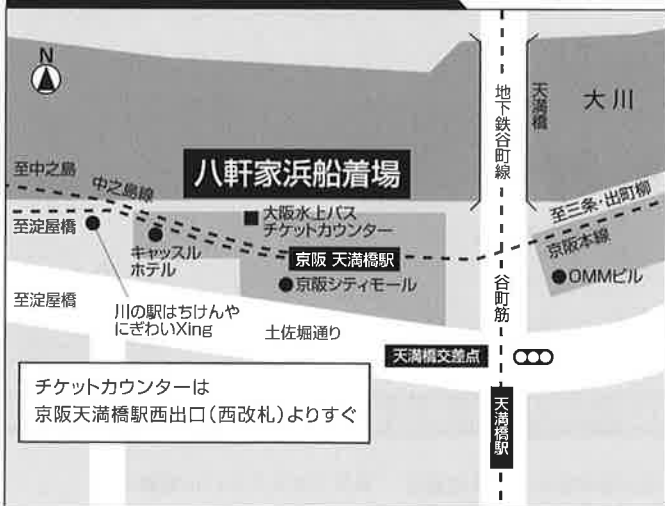 N
地下鉄谷町線
天満橋
大川
至中之島
中之島線
八軒家浜船着場
至三条・出町柳
至淀屋橋
大阪水上バス
チケットカウンター
キャッスル
ホテル
京阪 天満橋駅
京阪本線
京阪シティモール
OMMビル
至淀屋橋
川の駅はちけんや
にぎわいXing
谷町筋
土佐堀通り
天満橋交差点
チケットカウンターは
京阪天満橋駅西出口(西改札)よりすぐ
天満橋駅